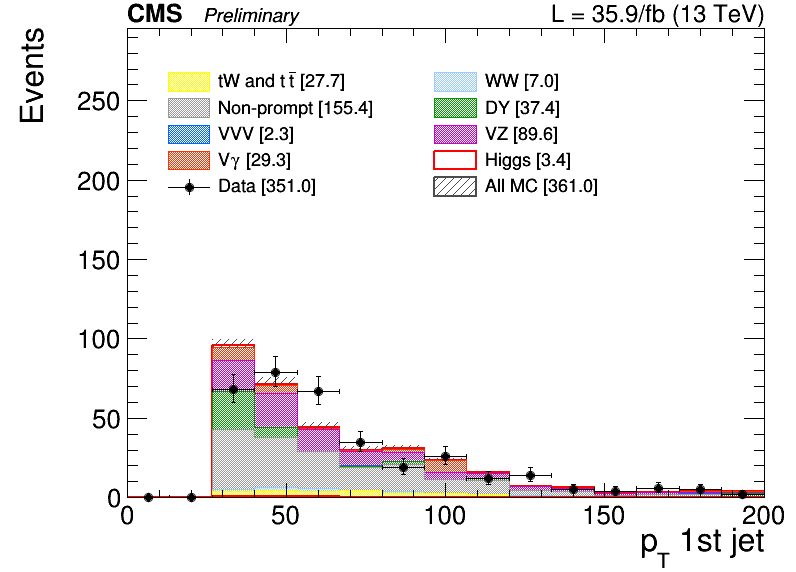 CMS Preliminary L = 35.9/fb (13 TeV)
Events
tW and t t̅ [27.7] WW [7.0]
Non-prompt [155.4] DY [37.4]
VVV [2.3] VZ [89.6]
Vγ [29.3] Higgs [3.4]
Data [351.0] All MC [361.0]
250
200
150
100
50
0
0 50 100 150 200
p_T 1st jet